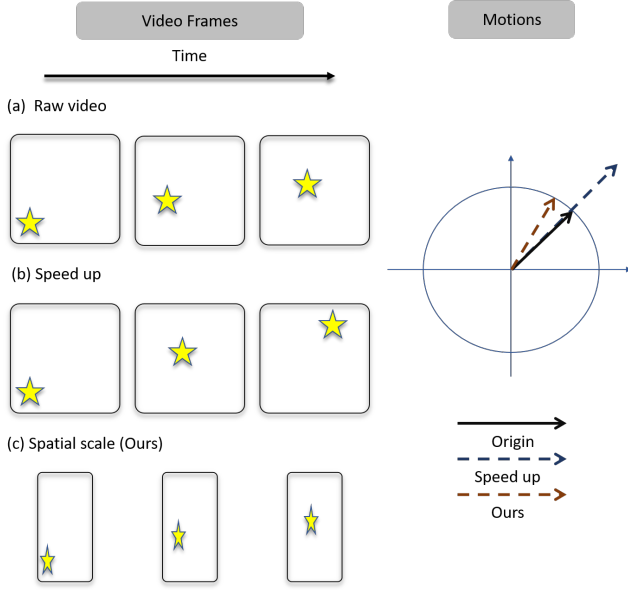 Video Frames
Motions
Time
(a) Raw video
(b) Speed up
(c) Spatial scale (Ours)
Origin
Speed up
Ours